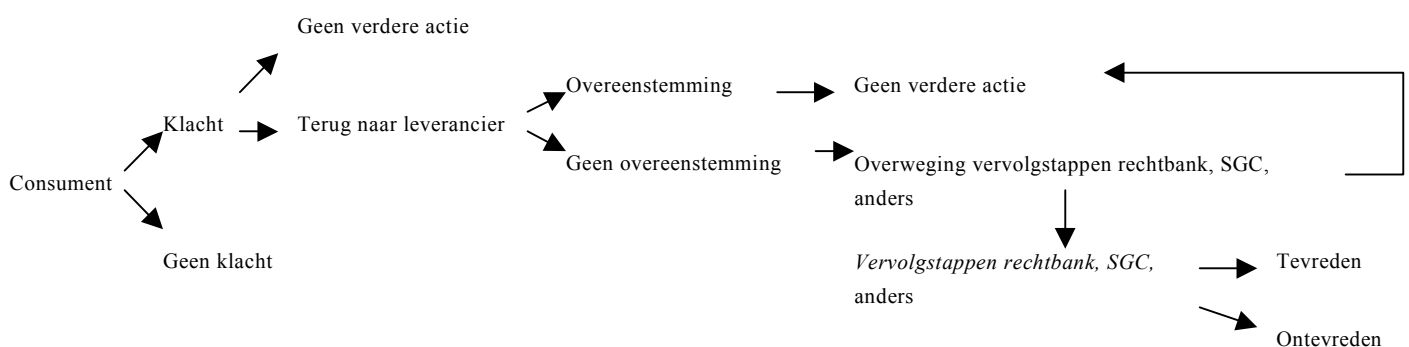 Geen verdere actie
Overeenstemming
Geen verdere actie
Klacht
Terug naar leverancier
Geen overeenstemming
Overweging vervolgstappen rechtbank, SGC,
anders
Consument
Geen klacht
Vervolgstappen rechtbank, SGC,
anders
Tevreden
Ontevreden